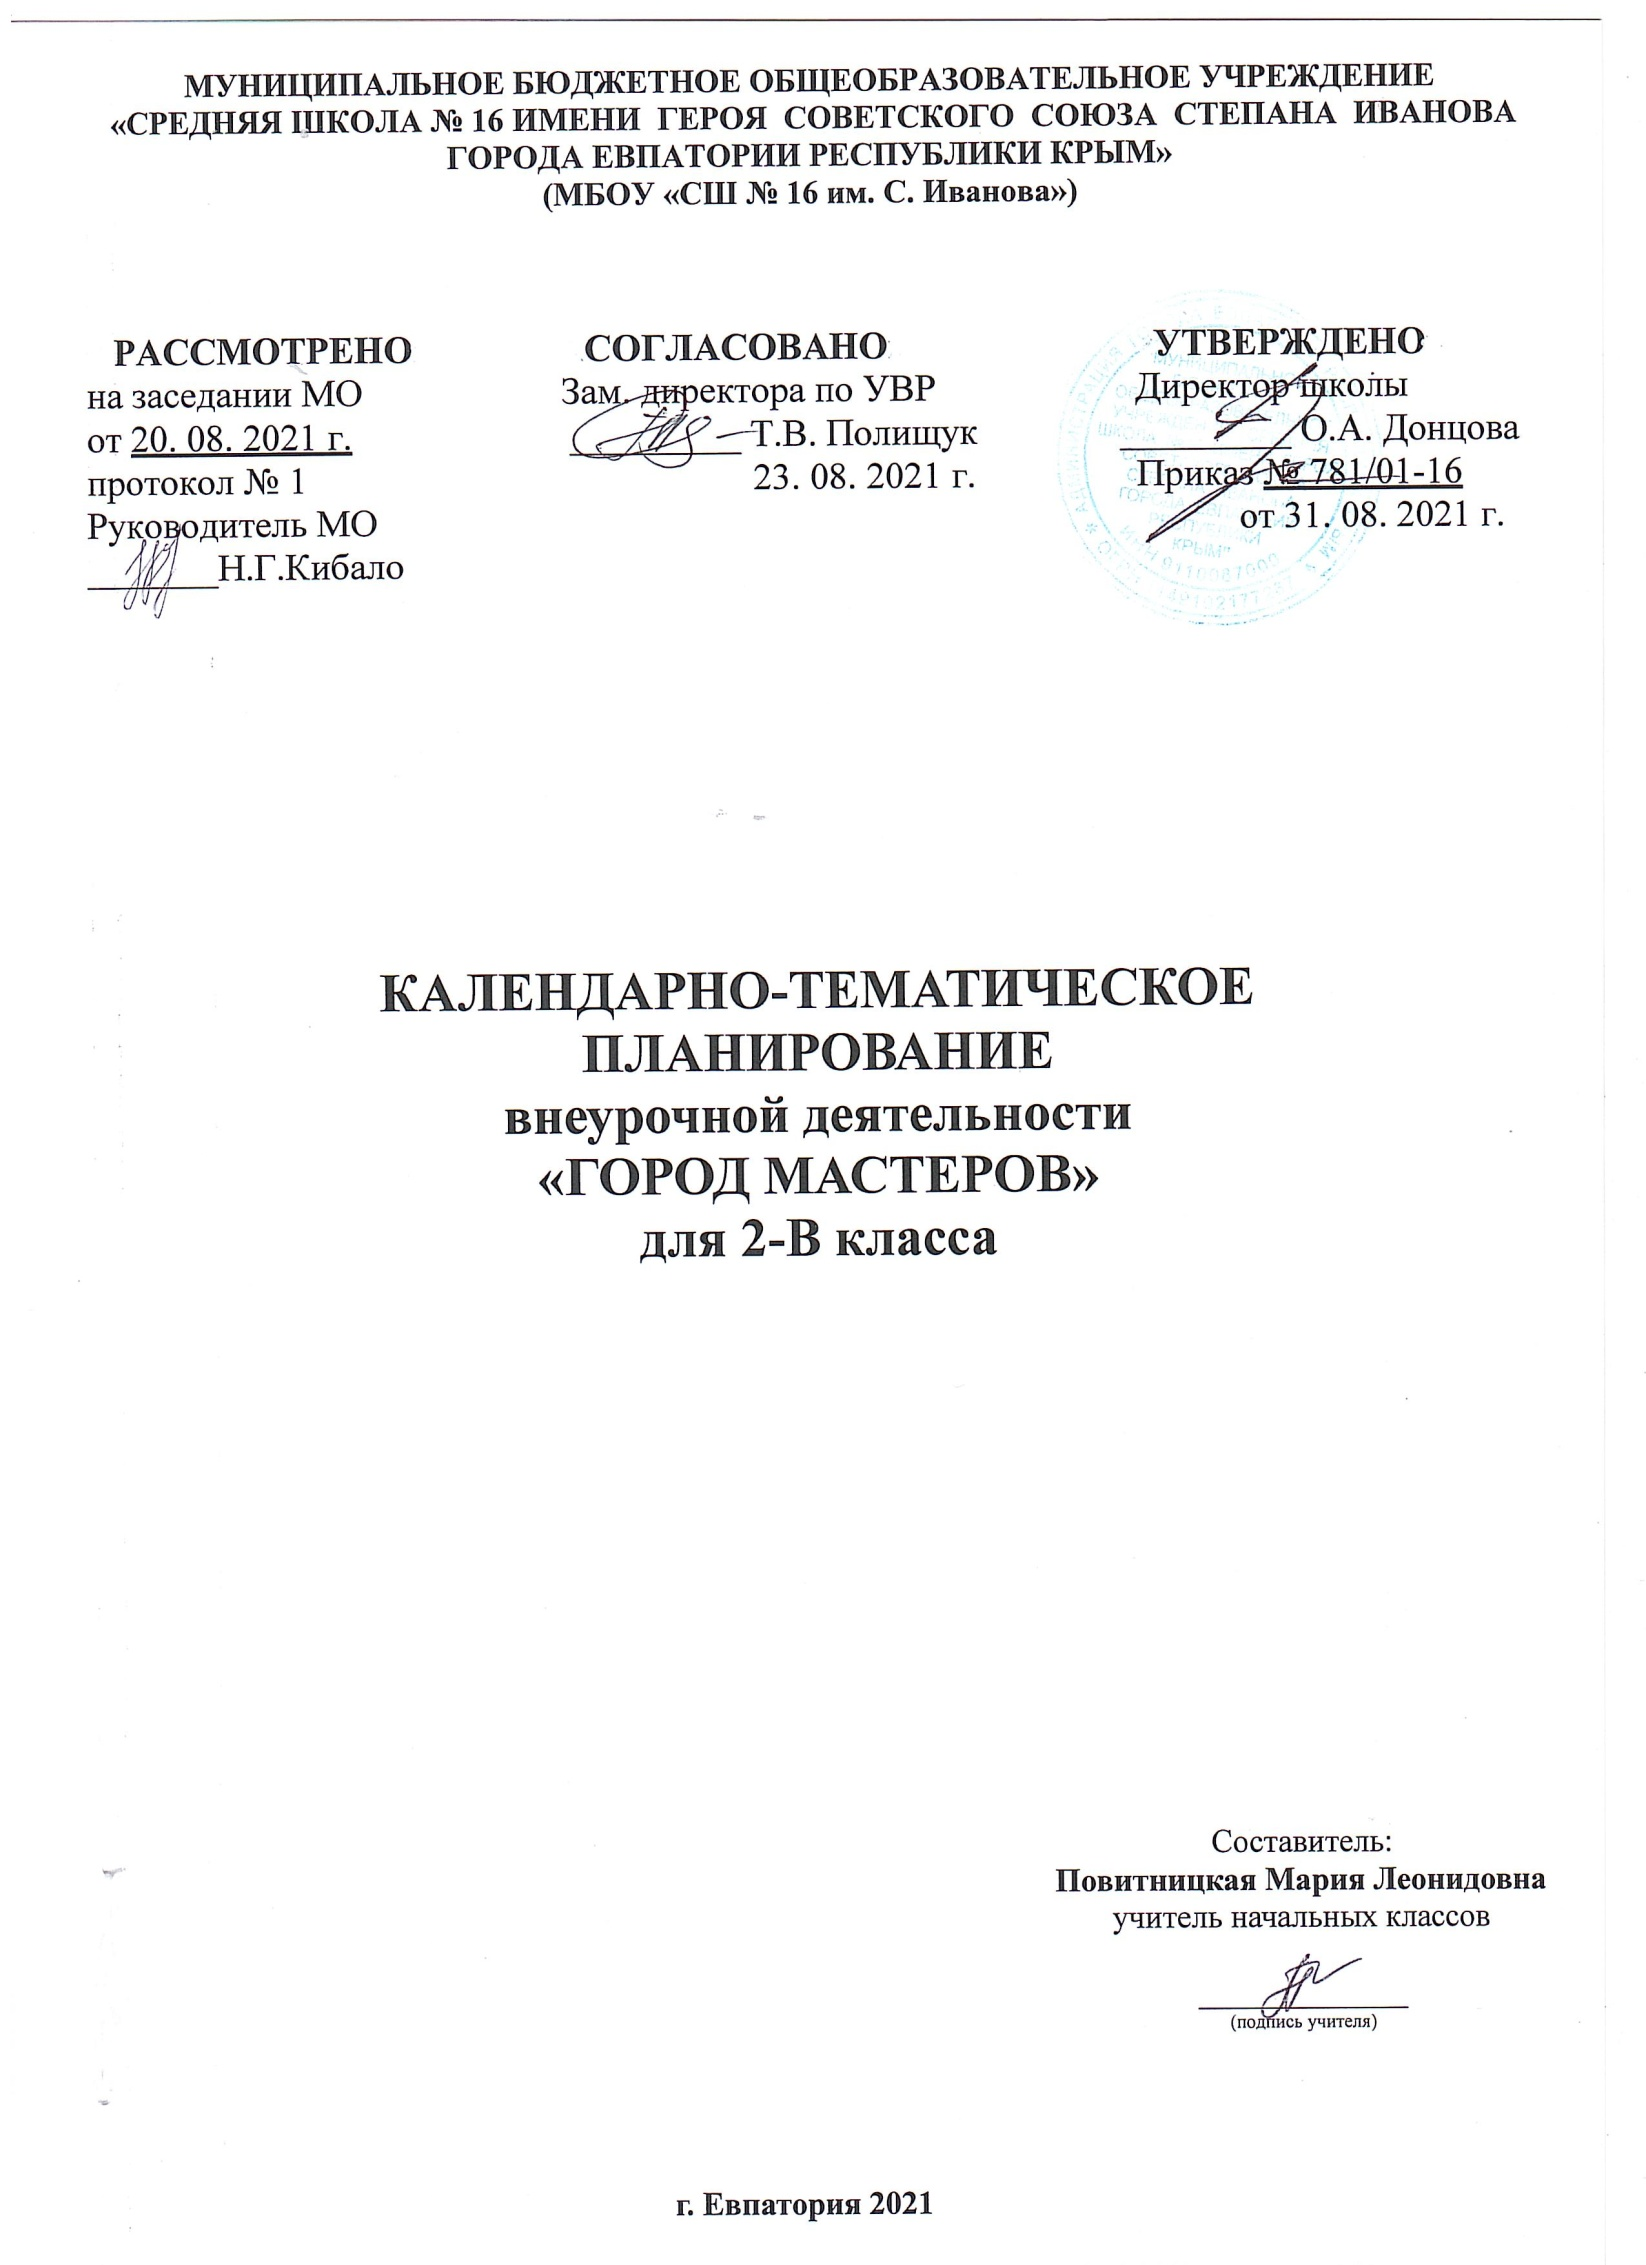 МУНИЦИПАЛЬНОЕ БЮДЖЕТНОЕ ОБЩЕОБРАЗОВАТЕЛЬНОЕ УЧРЕЖДЕНИЕ
«СРЕДНЯЯ ШКОЛА № 16 ИМЕНИ ГЕРОЯ СОВЕТСКОГО СОЮЗА СТЕПАНА ИВАНОВА
ГОРОДА ЕВПАТОРИИ РЕСПУБЛИКИ КРЫМ»
(МБОУ «СШ № 16 им. С. Иванова»)
РАССМОТРЕНО
на заседании МО
от 20. 08. 2021 г.
протокол № 1
Руководитель МО
Н.Г.Кибало
СОГЛАСОВАНО
Зам. директора по УВР
Т.В. Полищук
23. 08. 2021 г.
УТВЕРЖДЕНО
Директор школы
О.А. Донцова
Приказ № 781/01-16
от 31. 08. 2021 г.
КРЫМ"
КАЛЕНДАРНО-ТЕМАТИЧЕСКОЕ
ПЛАНИРОВАНИЕ
внеурочной деятельности
«ГОРОД МАСТЕРОВ»
для 2-В класса
Составитель:
Повитницкая Мария Леонидовна
учитель начальных классов
(подпись учителя)
г. Евпатория 2021